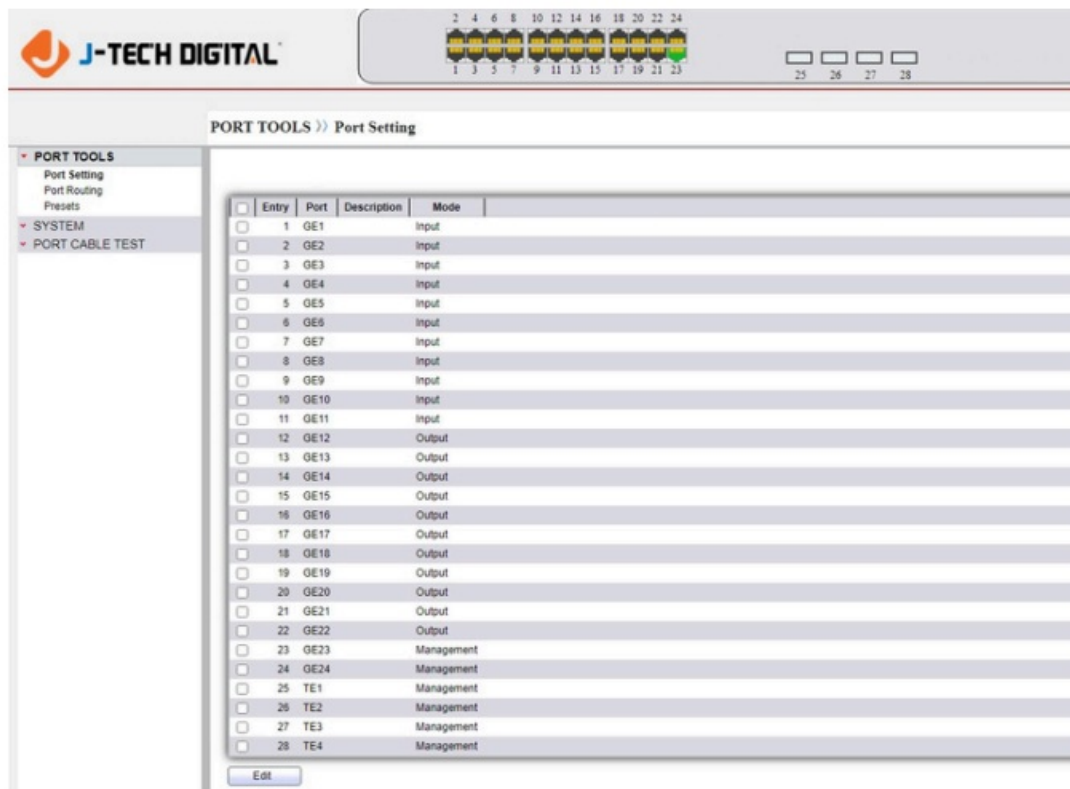 J-TECH DIGITAL
2 4 6 8 10 12 14 16 18 20 22 24
1 3 5 7 9 11 13 15 17 19 21 23
25 26 27 28
PORT TOOLS 》 Port Setting
PORT TOOLS
Port Setting
Port Routing
Presets
SYSTEM
PORT CABLE TEST
Entry Port Description Mode
1 GE1 Input
2 GE2 Input
3 GE3 Input
4 GE4 Input
5 GE5 Input
6 GE6 Input
7 GE7 Input
8 GE8 Input
9 GE9 Input
10 GE10 Input
11 GE11 Input
12 GE12 Output
13 GE13 Output
14 GE14 Output
15 GE15 Output
16 GE16 Output
17 GE17 Output
18 GE18 Output
19 GE19 Output
20 GE20 Output
21 GE21 Output
22 GE22 Output
23 GE23 Management
24 GE24 Management
25 TE1 Management
26 TE2 Management
27 TE3 Management
28 TE4 Management
Edit